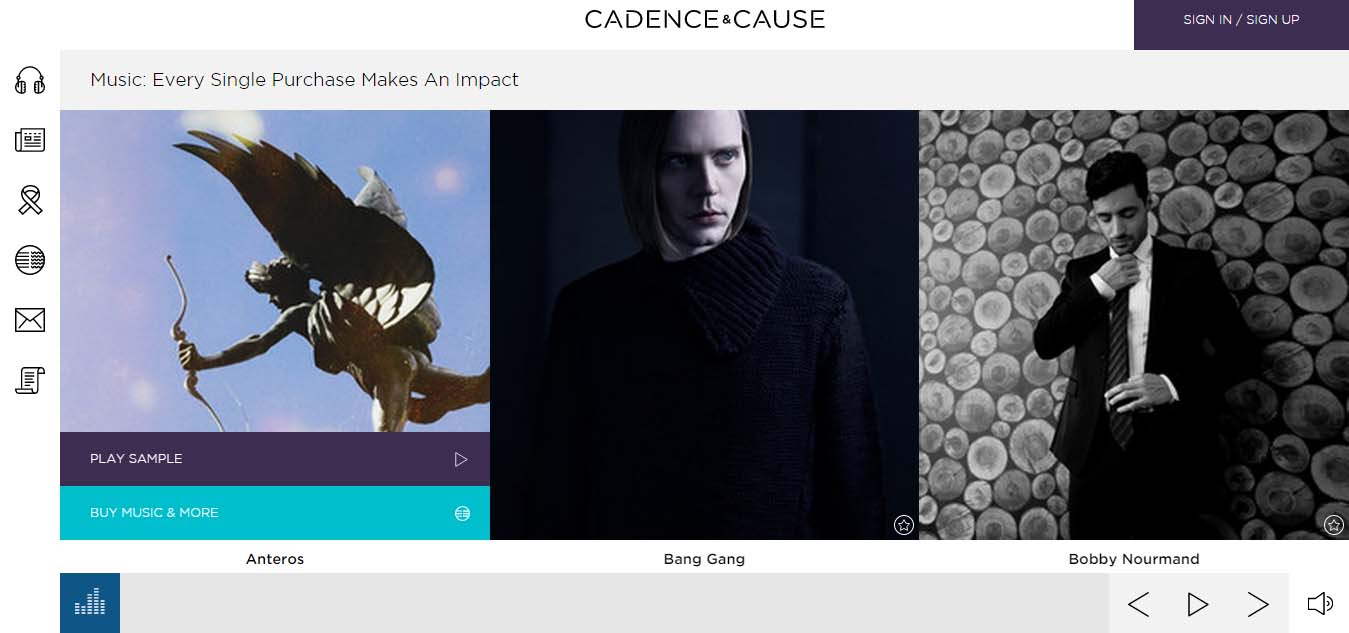 CADENCE&CAUSE
SIGN IN / SIGN UP
Music: Every Single Purchase Makes An Impact
PLAY SAMPLE
BUY MUSIC & MORE
Anteros
Bang Gang
Bobby Nourmand